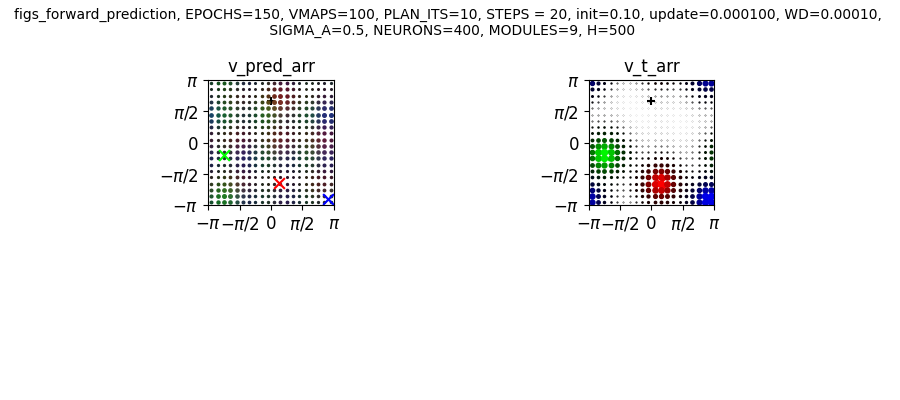 figs_forward_prediction, EPOCHS=150, VMAPS=100, PLAN_ITS=10, STEPS = 20, init=0.10, update=0.000100, WD=0.00010,
SIGMA_A=0.5, NEURONS=400, MODULES=9, H=500
v_pred_arr
π
π/2
0
−π/2
−π
−π −π/2 0 π/2 π
v_t_arr
π
π/2
0
−π/2
−π
−π −π/2 0 π/2 π